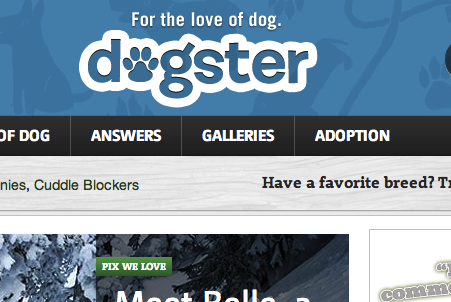 For the love of dog.
dogster
OF DOG ANSWERS GALLERIES ADOPTION
nies, Cuddle Blockers
Have a favorite breed? Tr
PIX WE LOVE
Meet Belle, a
comm